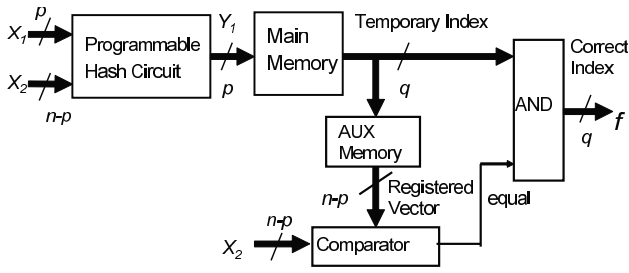 p
X1
X2
n-p
Programmable
Hash Circuit
Y1
p
Main
Memory
Temporary Index
q
AUX
Memory
n-p
Registered
Vector
X2
n-p
Comparator
equal
AND
Correct
Index
q
f